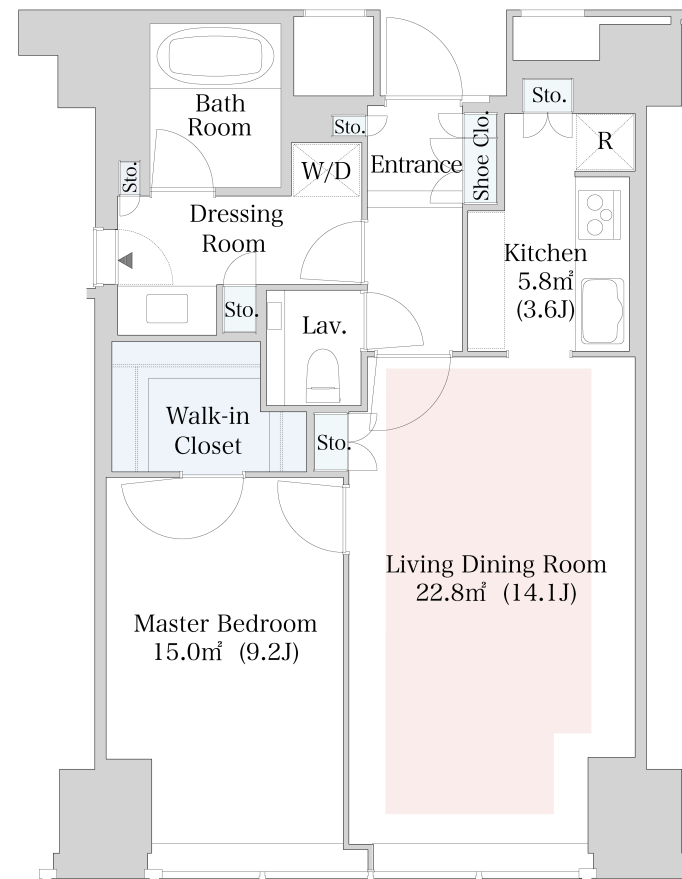 Sto.
Bath
Room
Sto.
Shoe Clo.
R
Entrance
W/D
Sto.
Dressing
Room
Kitchen
5.8㎡
(3.6J)
Sto.
Lav.
Walk-in
Closet
Sto.
Living Dining Room
22.8㎡ (14.1J)
Master Bedroom
15.0㎡ (9.2J)